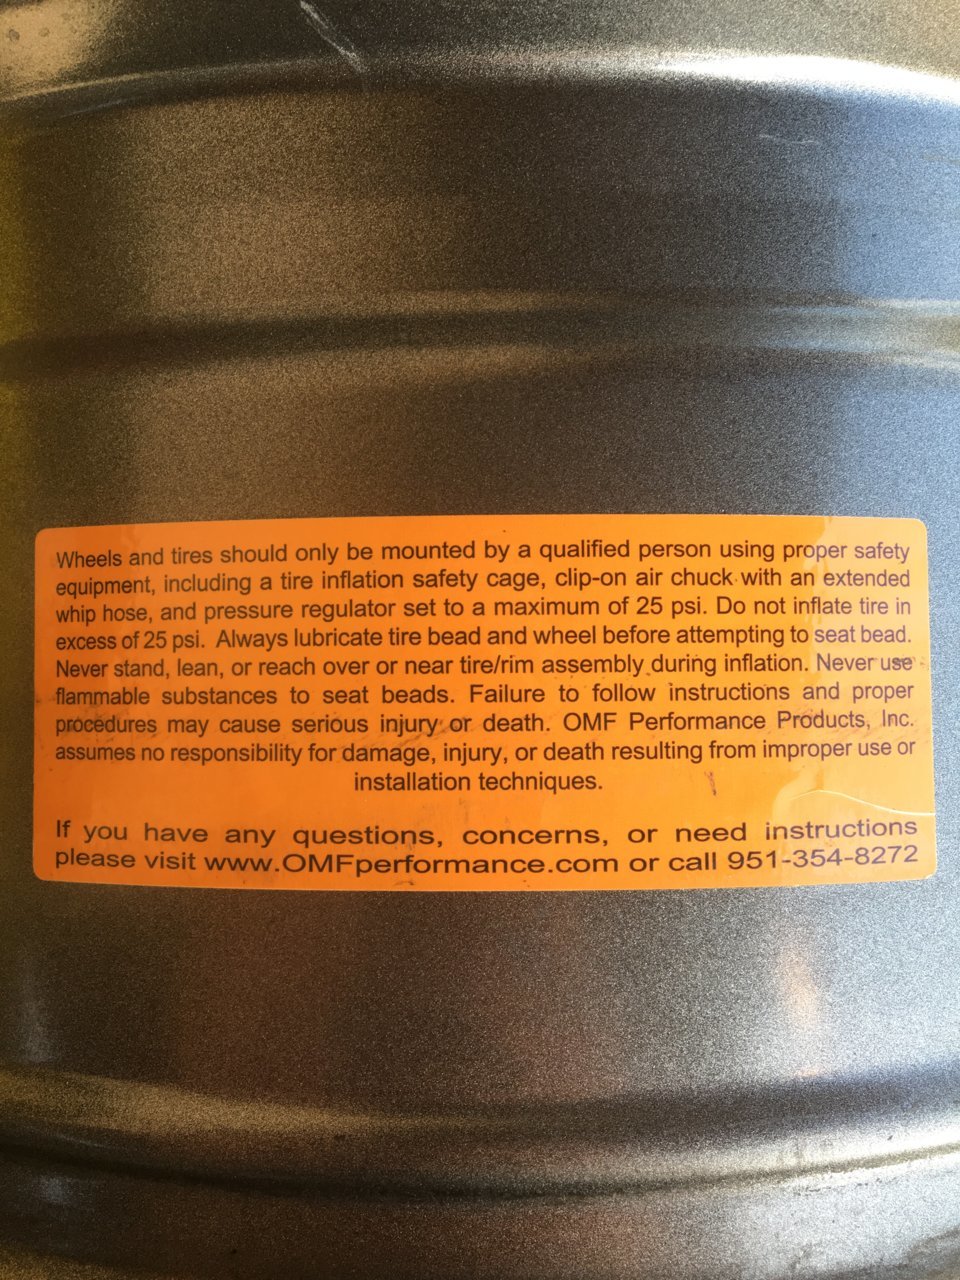 Wheels and tires should only be mounted by a qualified person using proper safety
equipment, including a tire inflation safety cage, clip-on air chuck with an extended
whip hose, and pressure regulator set to a maximum of 25 psi. Do not inflate tire in
excess of 25 psi. Always lubricate tire bead and wheel before attempting to seat bead.
Never stand, lean, or reach over or near tire/rim assembly during inflation. Never use
flammable substances to seat beads. Failure to follow instructions and proper
procedures may cause serious injury or death. OMF Performance Products, Inc.
assumes no responsibility for damage, injury, or death resulting from improper use or
installation techniques.
If you have any questions, concerns, or need instructions
please visit www.OMFperformance.com or call 951-354-8272